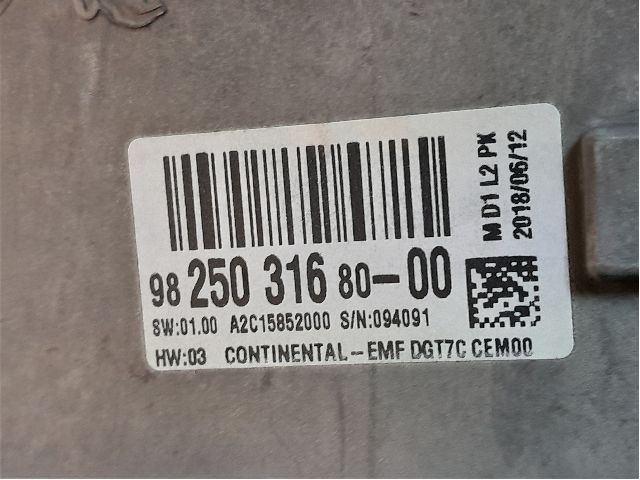 98 250 316 80-00
SW:01.00 A2C15852000 S/N:094091
HW:03 CONTINENTAL-EMF DGT7C CEM00
M D1 L2 PK
2018/06/12